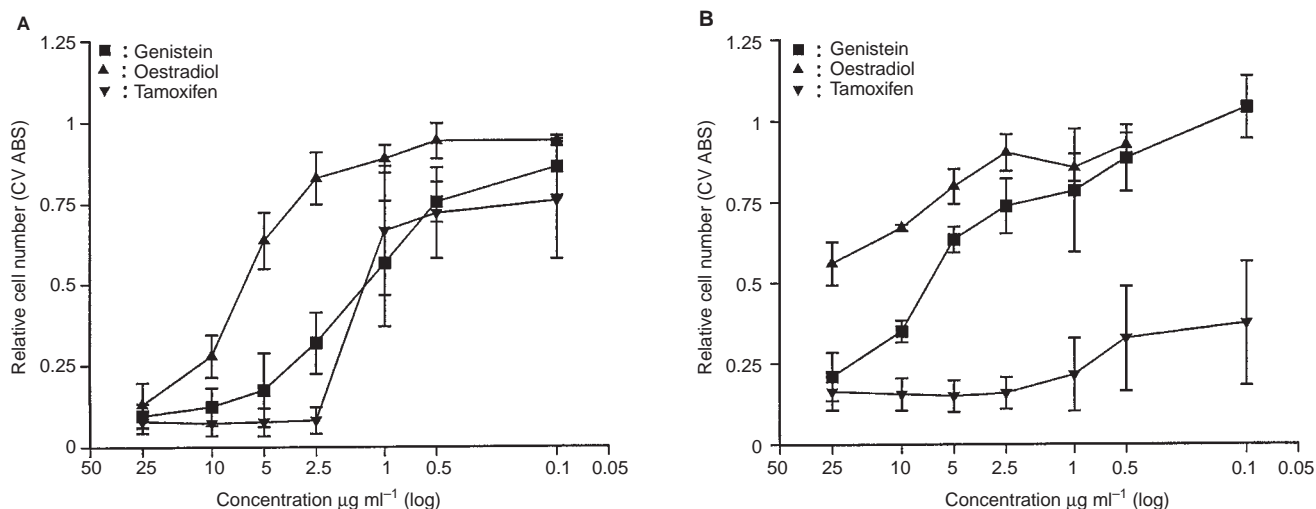 A
1.25
■ : Genistein
▲ : Oestradiol
▼ : Tamoxifen
1
0.75
0.5
0.25
0
Relative cell number (CV ABS)
50 25 10 5 2.5 1 0.5 0.1 0.05
Concentration μg ml⁻¹ (log)
B
1.25
■ : Genistein
▲ : Oestradiol
▼ : Tamoxifen
1
0.75
0.5
0.25
0
Relative cell number (CV ABS)
50 25 10 5 2.5 1 0.5 0.1 0.05
Concentration μg ml⁻¹ (log)